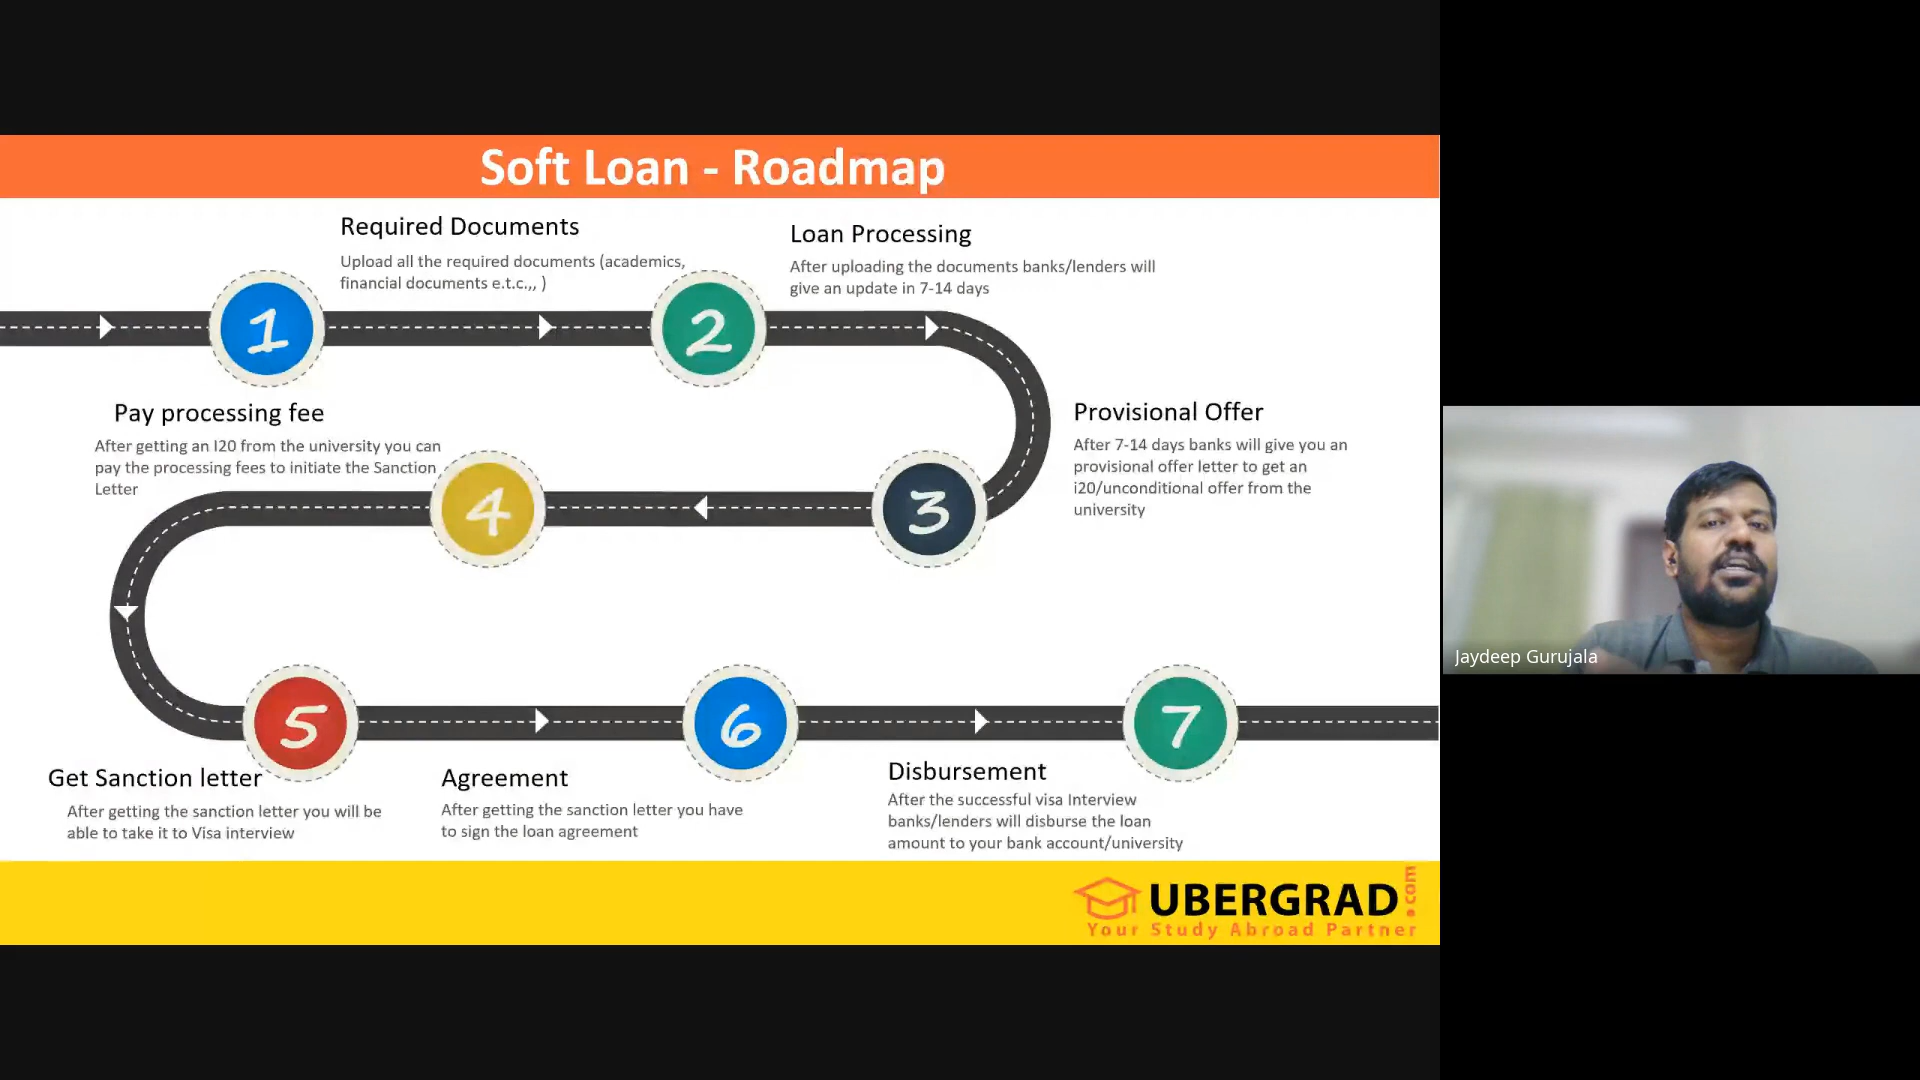 Soft Loan - Roadmap
Required Documents
Upload all the required documents (academics,
financial documents e.t.c.,, )
Loan Processing
After uploading the documents banks/lenders will
give an update in 7-14 days
1
2
Pay processing fee
After getting an I20 from the university you can
pay the processing fees to initiate the Sanction
Letter
Provisional Offer
After 7-14 days banks will give you an
provisional offer letter to get an
i20/unconditional offer from the
university
4
3
5
6
7
Get Sanction letter
After getting the sanction letter you will be
able to take it to Visa interview
Agreement
After getting the sanction letter you have
to sign the loan agreement
Disbursement
After the successful visa Interview
banks/lenders will disburse the loan
amount to your bank account/university
UBERGRAD.com
Your Study Abroad Partner
Jaydeep Gurujala